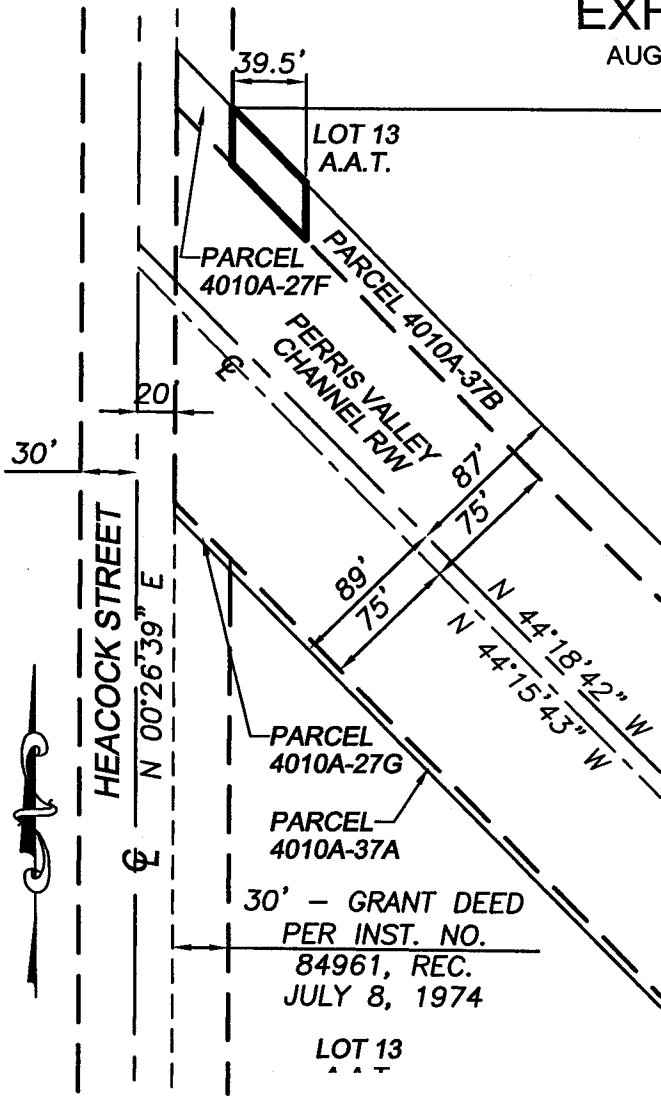 EXH
AUG
39.5'
LOT 13
A.A.T.
PARCEL
4010A-27F
PARCEL 4010A-37B
PERRIS VALLEY
CHANNEL R/W
℄
20'
30'
87'
75'
89'
75'
HEACOCK STREET
N 00°26'39" E
℄
N 44°18'42" W
N 44°15'43" W
PARCEL
4010A-27G
PARCEL
4010A-37A
30' - GRANT DEED
PER INST. NO.
84961, REC.
JULY 8, 1974
LOT 13